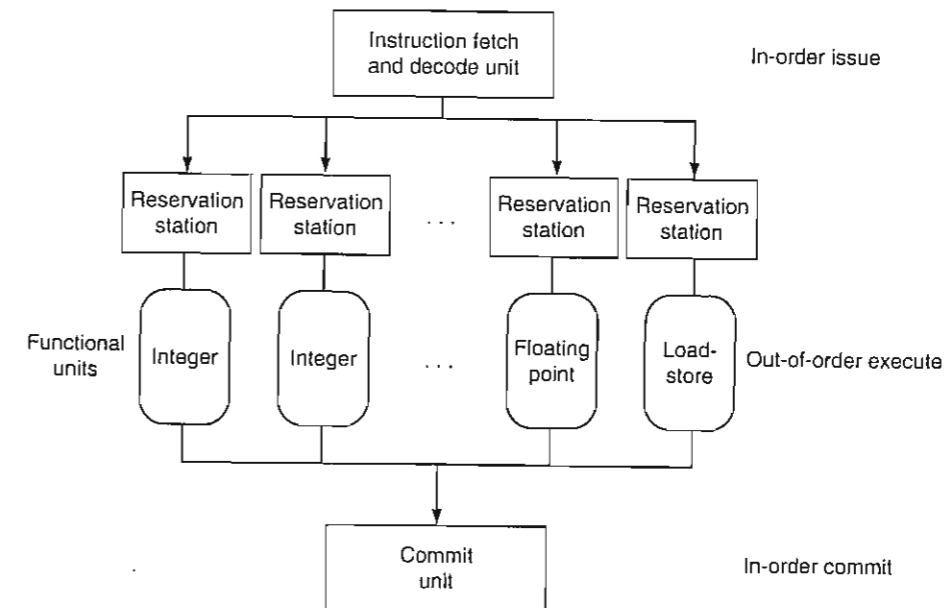 Instruction fetch
and decode unit
In-order issue
Reservation
station
Reservation
station
. . .
Reservation
station
Reservation
station
Functional
units
Integer
Integer
. . .
Floating
point
Load-
store
Out-of-order execute
Commit
unit
In-order commit